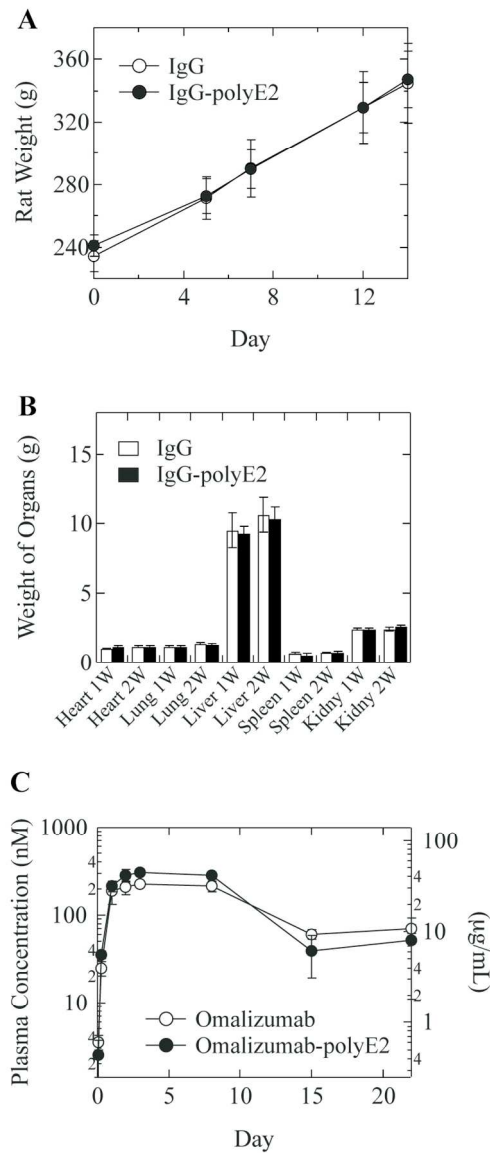 A
360
320
280
240
Rat Weight (g)
IgG
IgG-polyE2
0 4 8 12
Day
B
15
10
5
0
Weight of Organs (g)
IgG
IgG-polyE2
Heart 1W
Heart 2W
Lung 1W
Lung 2W
Liver 1W
Liver 2W
Spleen 1W
Spleen 2W
Kidny 1W
Kidny 2W
C
Plasma Concentration (nM)
1000
4
2
100
4
2
10
4
2
100
4
2
10
4
2
1
4
(μg/mL)
Omalizumab
Omalizumab-polyE2
0 5 10 15 20
Day